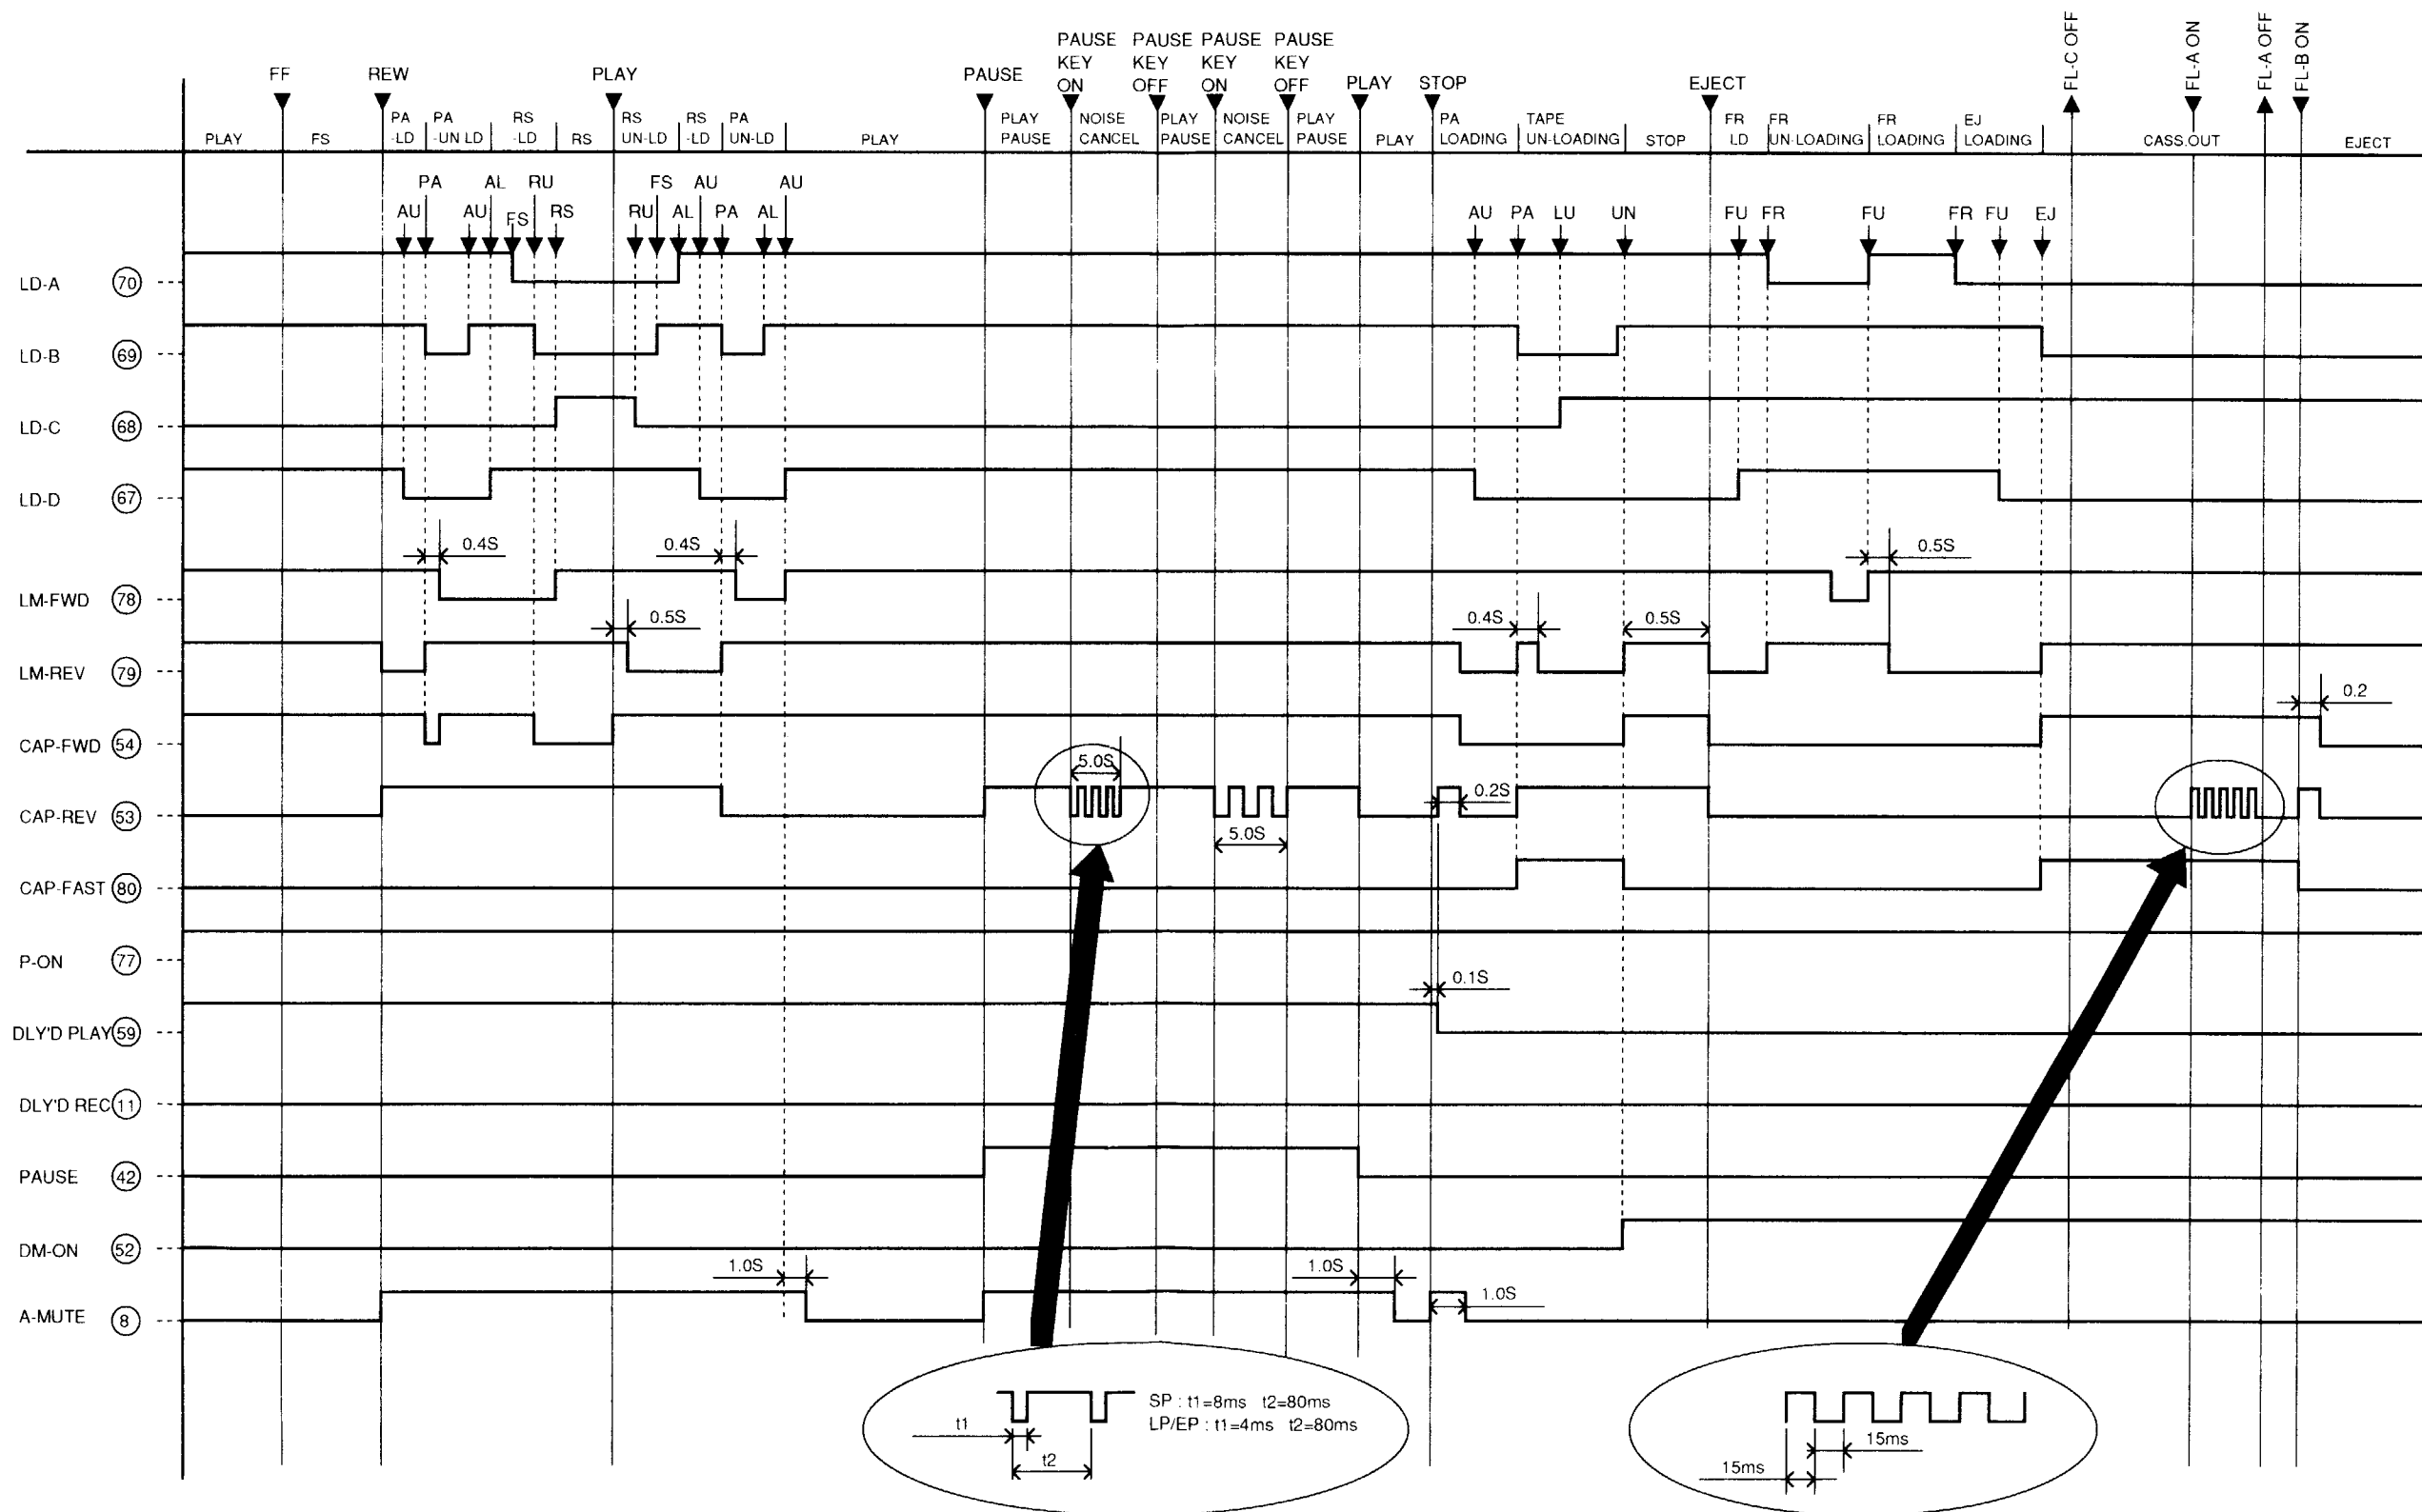 FF
REW
PLAY
PAUSE
PAUSE KEY ON
PAUSE KEY OFF
PAUSE KEY ON
PAUSE KEY OFF
PLAY
STOP
EJECT
FL-C OFF
FL-A ON
FL-A OFF
FL-B ON
PLAY
FS
PA -LD
PA -UN LD
RS -LD
RS
RS UN-LD
RS -LD
PA UN-LD
PLAY
PLAY PAUSE
NOISE CANCEL
PLAY PAUSE
NOISE CANCEL
PLAY PAUSE
PLAY
PA LOADING
TAPE UN-LOADING
STOP
FR LD
FR UN-LOADING
FR LOADING
EJ LOADING
CASS.OUT
EJECT
AU PA AU AL FS RU RS RU FS AL AU PA AL AU AU PA LU UN FU FR FU FR FU EJ
LD-A 70
LD-B 69
LD-C 68
LD-D 67
0.4S 0.4S 0.5S
LM-FWD 78
0.5S 0.4S 0.5S
LM-REV 79
0.2
CAP-FWD 54
5.0S
CAP-REV 53
0.2S
5.0S
CAP-FAST 80
P-ON 77
0.1S
DLY'D PLAY 59
DLY'D REC 11
PAUSE 42
DM-ON 52
1.0S 1.0S
A-MUTE 8
1.0S
SP : t1=8ms t2=80ms
LP/EP : t1=4ms t2=80ms
t1
t2
15ms
15ms